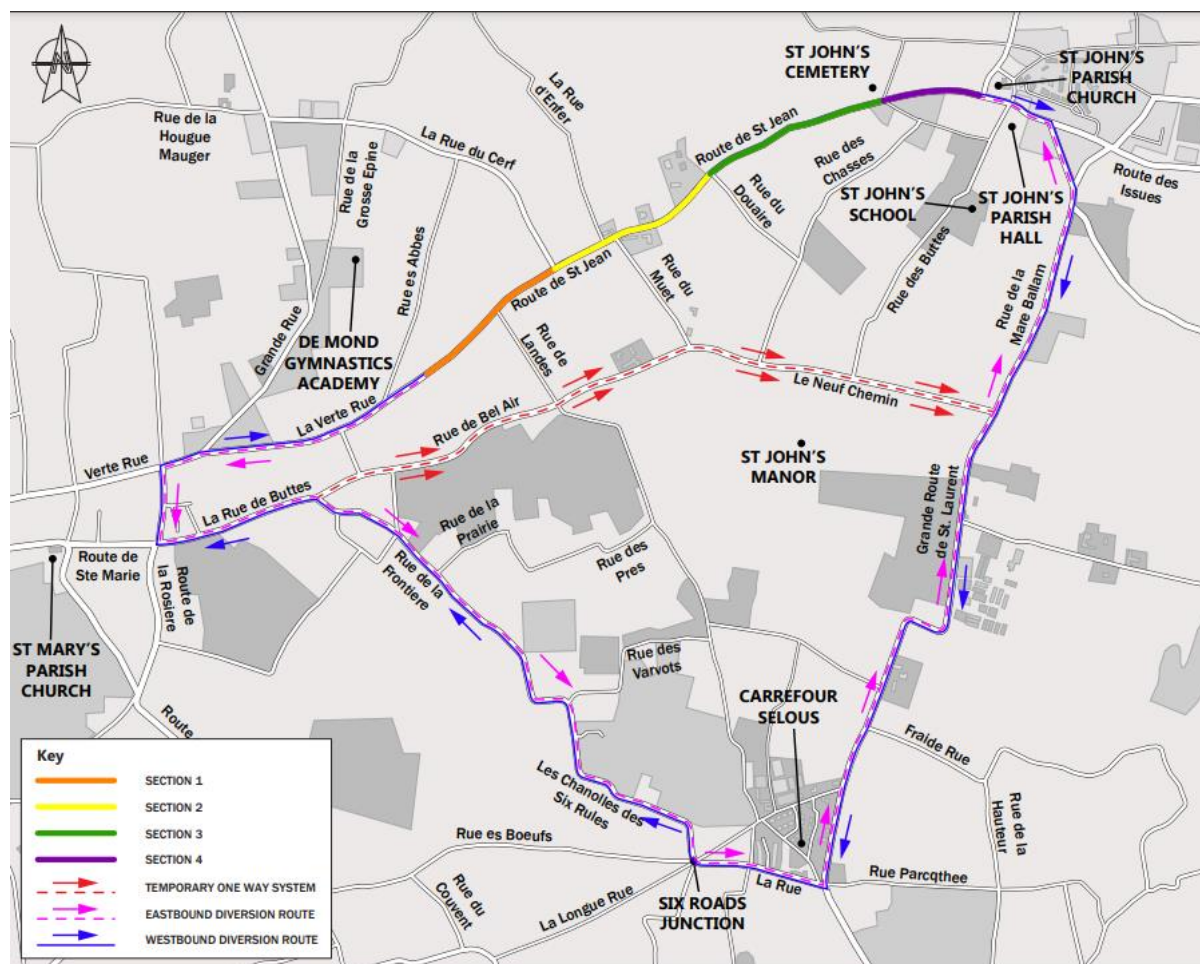 ST JOHN'S
CEMETERY
ST JOHN'S
PARISH
CHURCH
La Rue
d'Enfer
Rue de la
Hougue
Mauger
La Rue du Cerf
Route de St Jean
Rue des
Chasses
Rue de la
Grosse Epine
Rue du
Douaire
ST JOHN'S
SCHOOL
ST JOHN'S
PARISH
HALL
Route des
Issues
Rue es Abbes
Route de St Jean
Rue du
Muet
Rue des Buttes
Rue de la
Mare Ballam
Grande Rue
DE MOND
GYMNASTICS
ACADEMY
Rue de
Landes
La Verte Rue
Rue de Bel Air
Le Neuf Chemin
Verte Rue
ST JOHN'S
MANOR
La Rue de Buttes
Rue de la
Prairie
Grande Route
de St. Laurent
Route de
Ste Marie
Route de
la Rosiere
Rue de la
Frontiere
Rue des
Pres
ST MARY'S
PARISH
CHURCH
Rue des
Varvots
CARREFOUR
SELOUS
Route
Fraide Rue
Les Chanolles des
Six Rules
Rue de la
Hauteur
Rue es Boeufs
Rue du
Couvent
La Longue Rue
SIX ROADS
JUNCTION
La Rue
Rue Parcqthee
Key
SECTION 1
SECTION 2
SECTION 3
SECTION 4
TEMPORARY ONE WAY SYSTEM
EASTBOUND DIVERSION ROUTE
WESTBOUND DIVERSION ROUTE